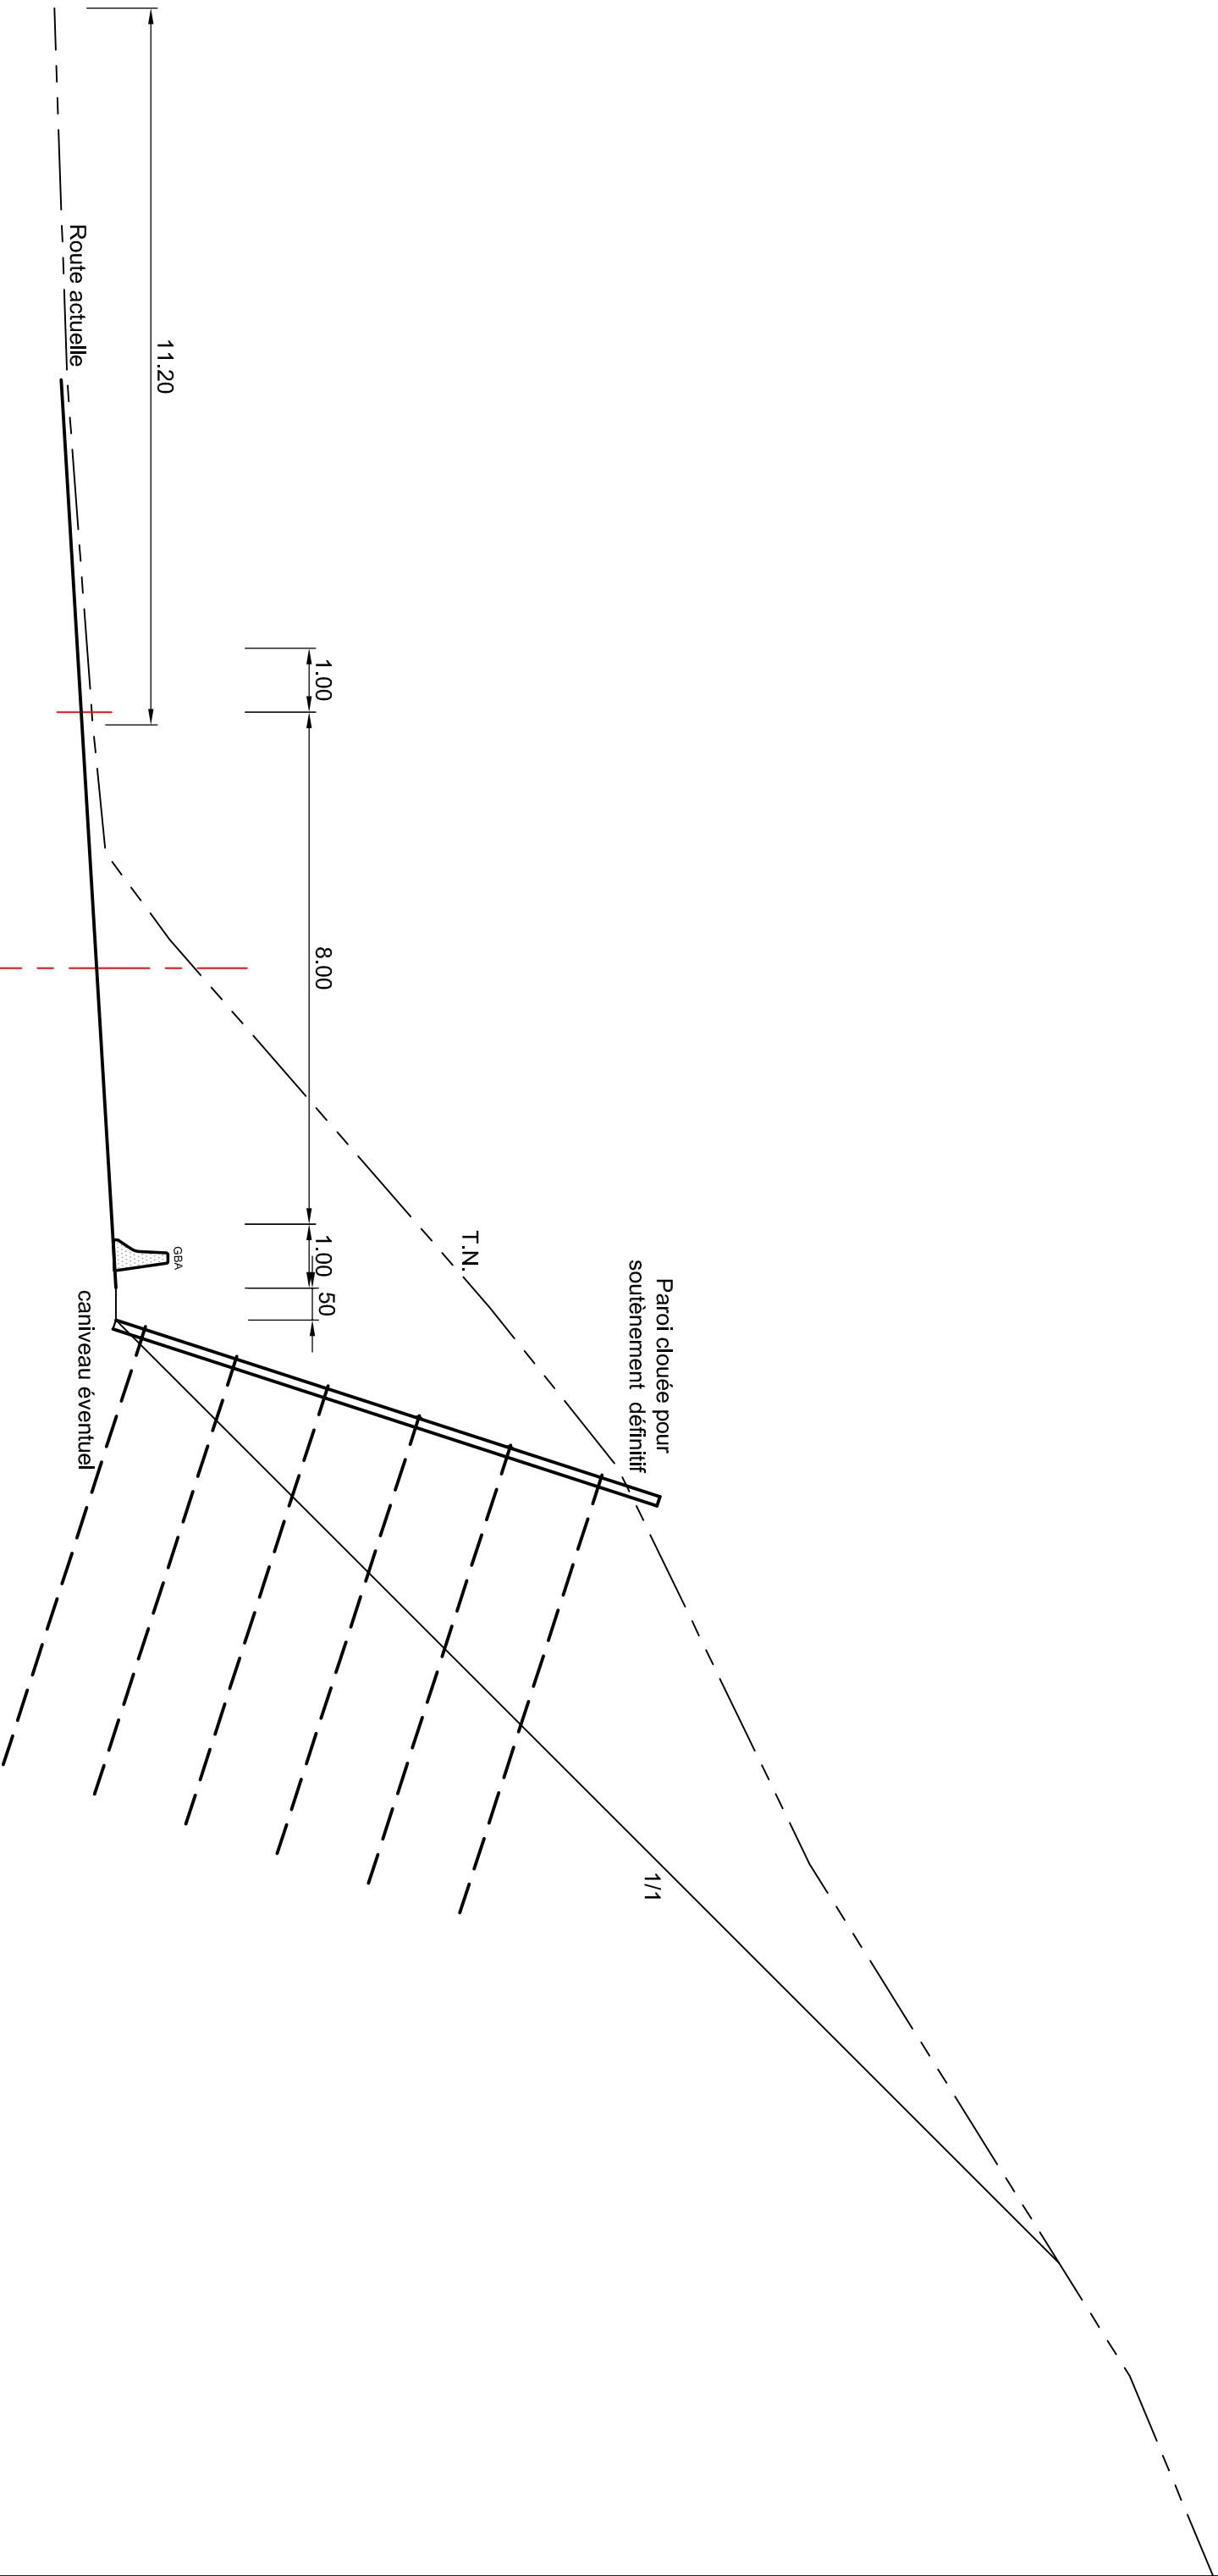 Route actuelle
11.20
1.00
8.00
1.00
50
GBA
caniveau éventuel
T.N.
Paroi clouée pour
soutènement définitif
1/1